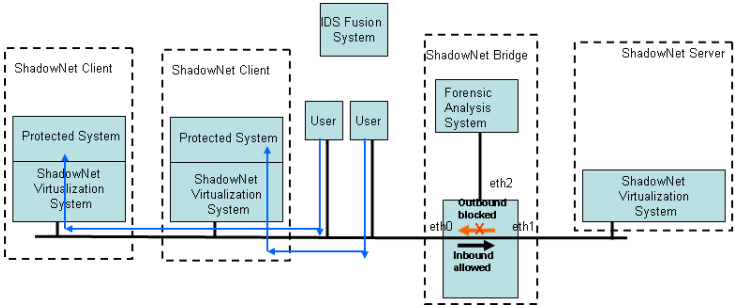 IDS Fusion
System
ShadowNet Client
ShadowNet Client
ShadowNet Bridge
ShadowNet Server
Protected System
ShadowNet
Virtualization
System
Protected System
ShadowNet
Virtualization
System
User
User
Forensic
Analysis
System
eth2
Outbound
blocked
eth0
eth1
X
Inbound
allowed
ShadowNet
Virtualization
System